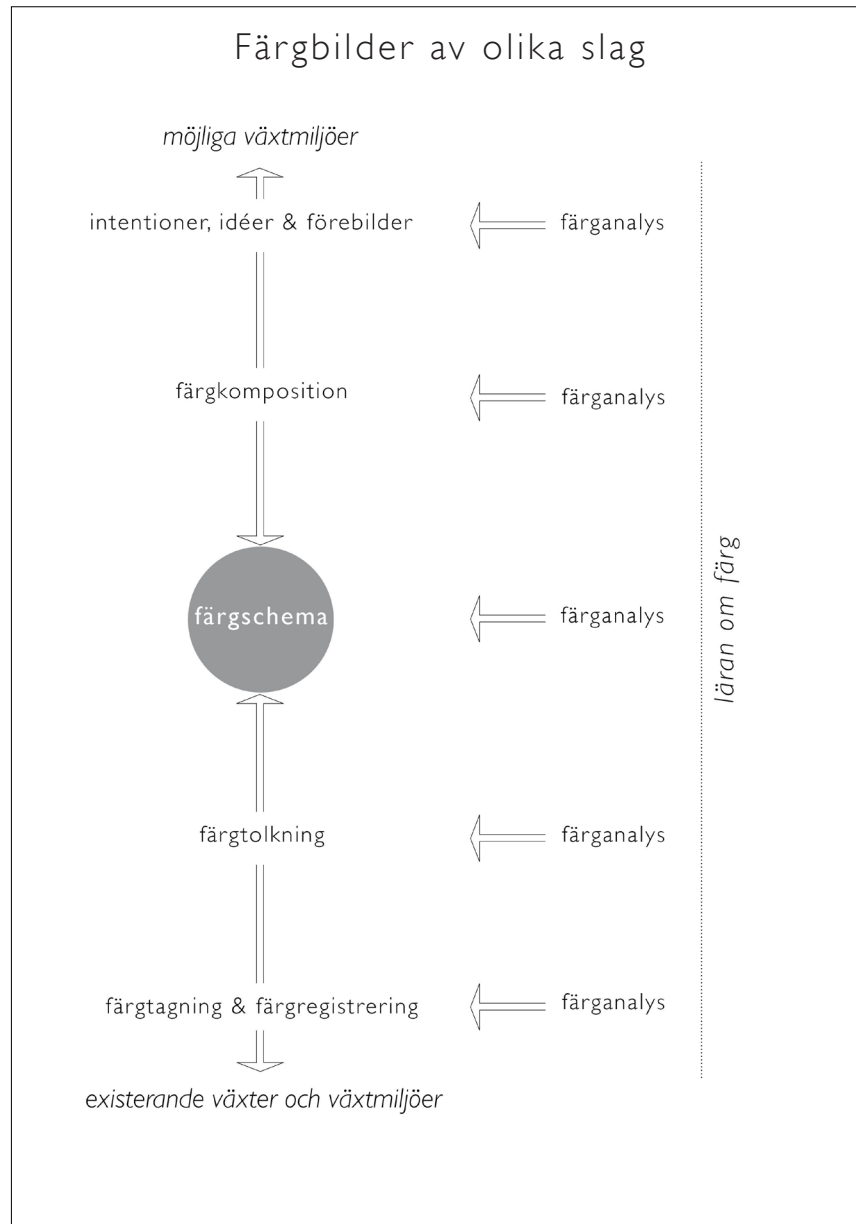 Färgbilder av olika slag
möjliga växtmiljöer
intentioner, idéer & förebilder
färganalys
färgkomposition
färganalys
färgschema
färganalys
läran om färg
färgtolkning
färganalys
färgtagning & färgregistrering
färganalys
existerande växter och växtmiljöer